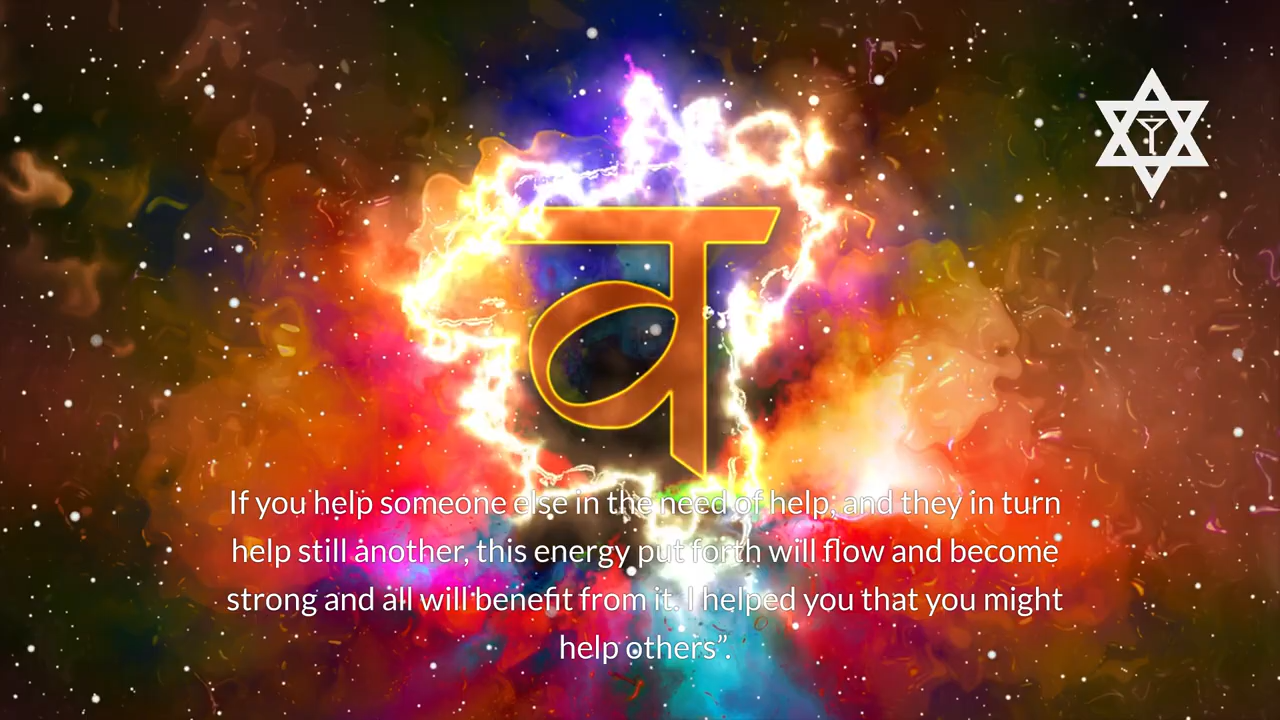 व
If you help someone else in the need of help, and they in turn
help still another, this energy put forth will flow and become
strong and all will benefit from it. I helped you that you might
help others”.